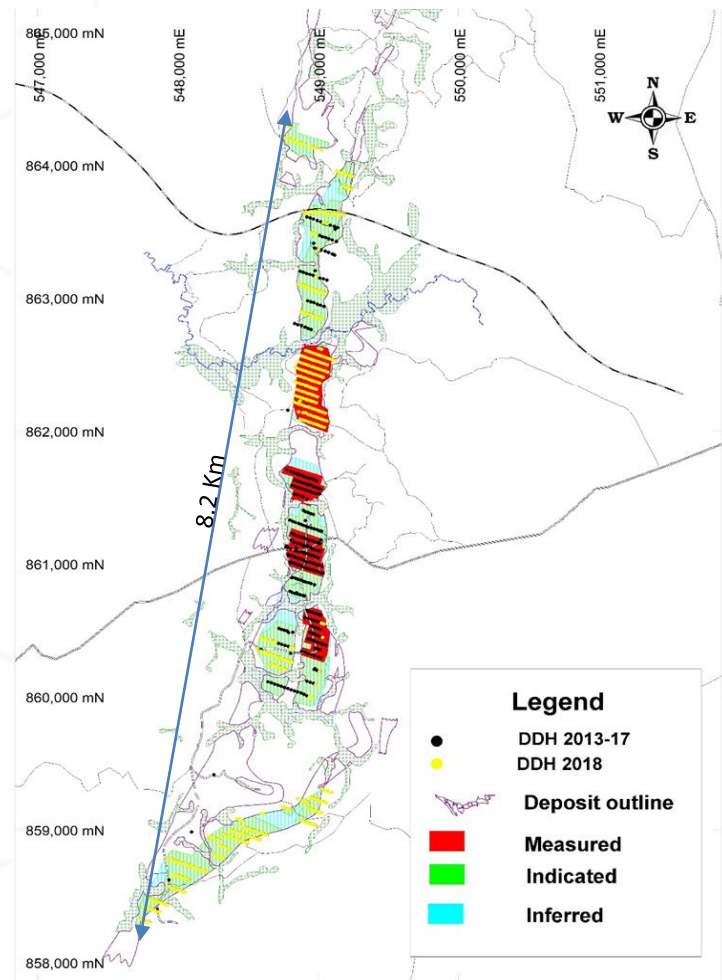 865,000 mN
547,000 mE
548,000 mE
549,000 mE
550,000 mE
551,000 mE
N
W
E
S
864,000 mN
863,000 mN
862,000 mN
8.2 Km
861,000 mN
860,000 mN
859,000 mN
858,000 mN
Legend
DDH 2013-17
DDH 2018
Deposit outline
Measured
Indicated
Inferred